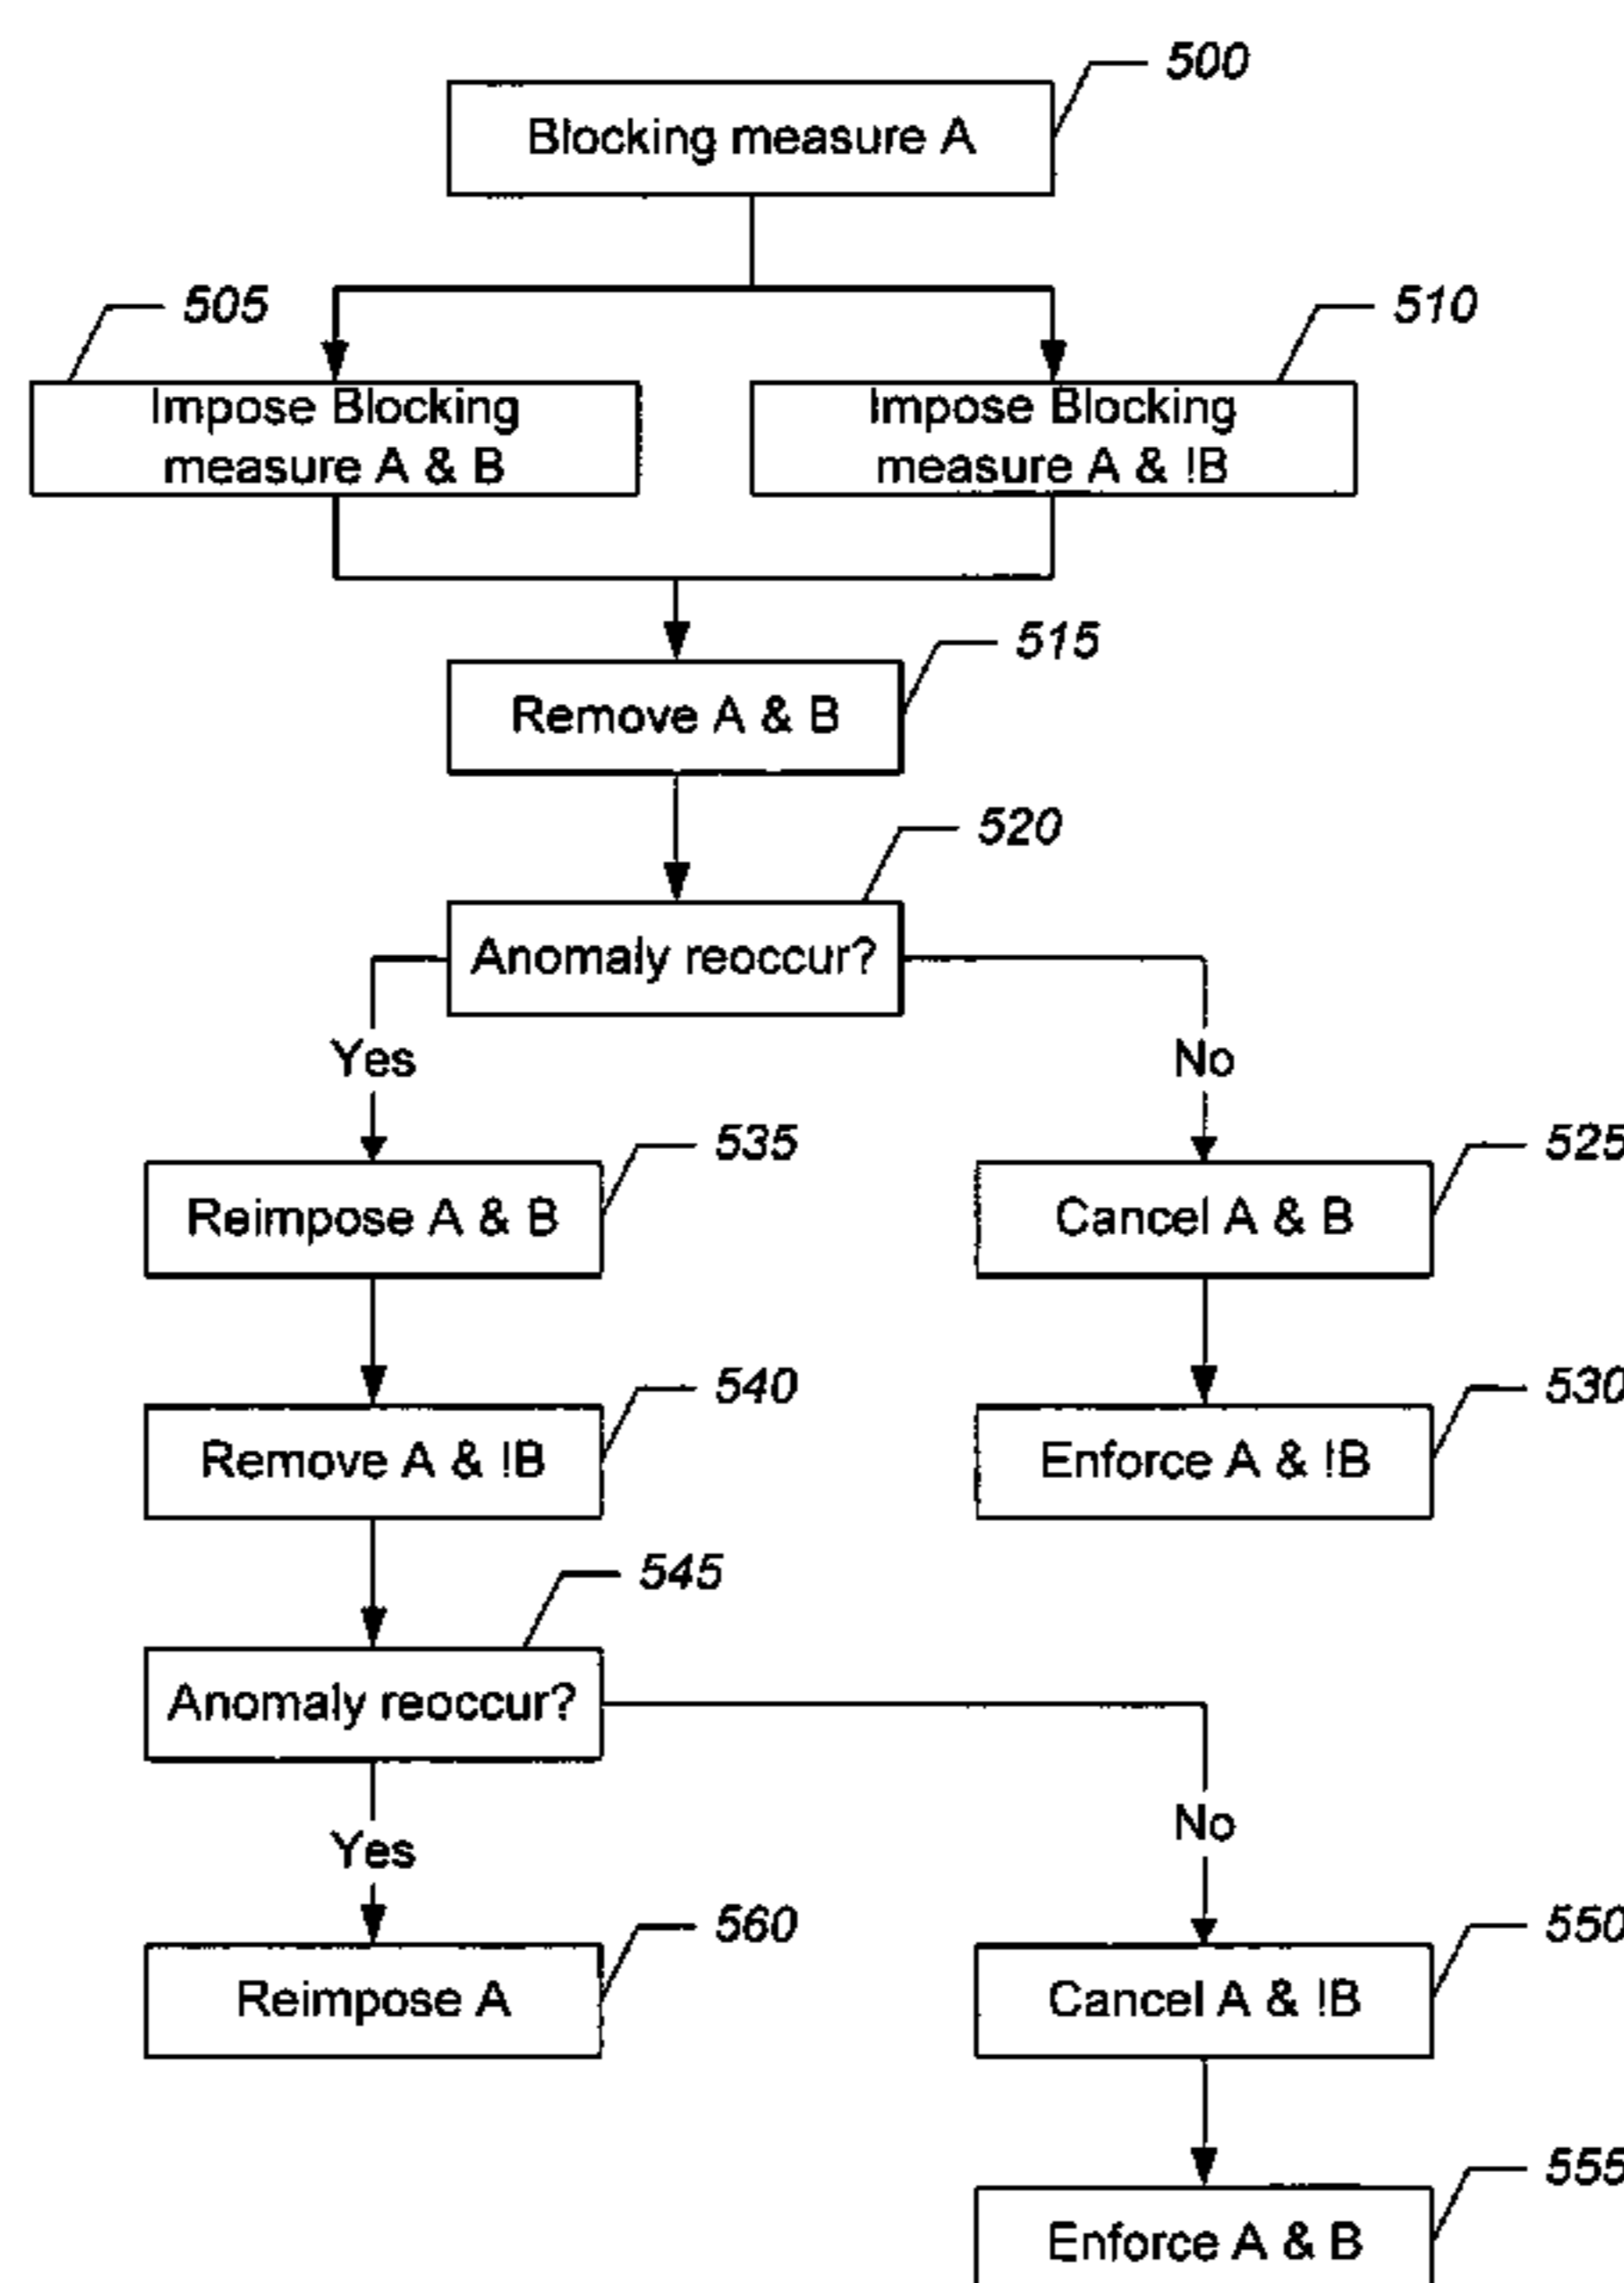 500
Blocking measure A
505
510
Impose Blocking
measure A & B
Impose Blocking
measure A & !B
515
Remove A & B
520
Anomaly reoccur?
Yes
No
535
525
Reimpose A & B
Cancel A & B
540
530
Remove A & !B
Enforce A & !B
545
Anomaly reoccur?
Yes
No
560
550
Reimpose A
Cancel A & !B
555
Enforce A & B